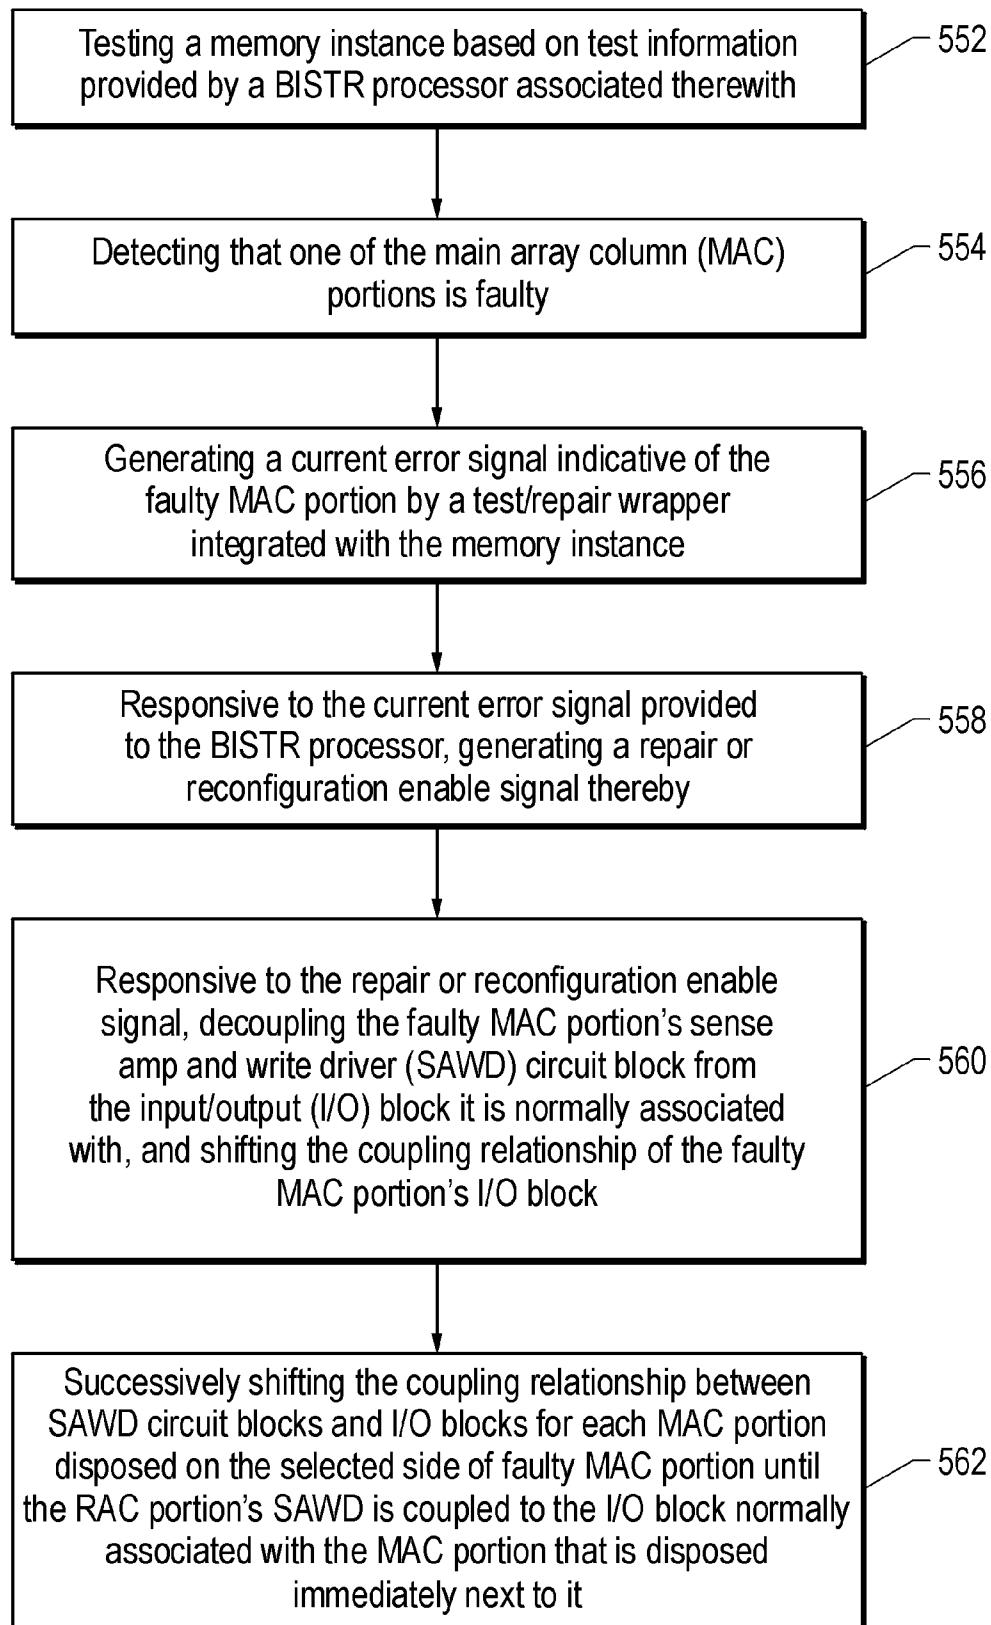 Testing a memory instance based on test information
provided by a BISTR processor associated therewith
552
Detecting that one of the main array column (MAC)
portions is faulty
554
Generating a current error signal indicative of the
faulty MAC portion by a test/repair wrapper
integrated with the memory instance
556
Responsive to the current error signal provided
to the BISTR processor, generating a repair or
reconfiguration enable signal thereby
558
Responsive to the repair or reconfiguration enable
signal, decoupling the faulty MAC portion's sense
amp and write driver (SAWD) circuit block from
the input/output (I/O) block it is normally associated
with, and shifting the coupling relationship of the faulty
MAC portion's I/O block
560
Successively shifting the coupling relationship between
SAWD circuit blocks and I/O blocks for each MAC portion
disposed on the selected side of faulty MAC portion until
the RAC portion's SAWD is coupled to the I/O block normally
associated with the MAC portion that is disposed
immediately next to it
562